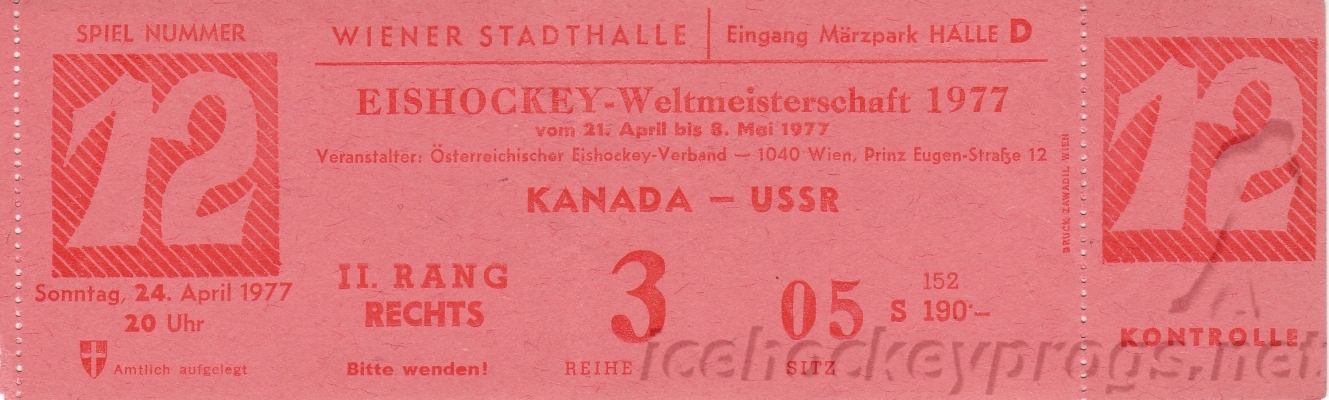 SPIEL NUMMER
12
Sonntag, 24. April 1977
20 Uhr
Amtlich aufgelegt
WIENER STADTHALLE | Eingang Märzpark HALLE D
EISHOCKEY-Weltmeisterschaft 1977
vom 21. April bis 8. Mai 1977
Veranstalter: Österreichischer Eishockey-Verband — 1040 Wien, Prinz Eugen-Straße 12
KANADA — USSR
II. RANG
RECHTS
Bitte wenden!
3
REIHE
05
SITZ
152
S 190·–
DRUCK: ZAWADIL WIEN
12
KONTROLLE
icehockeyprogs.net